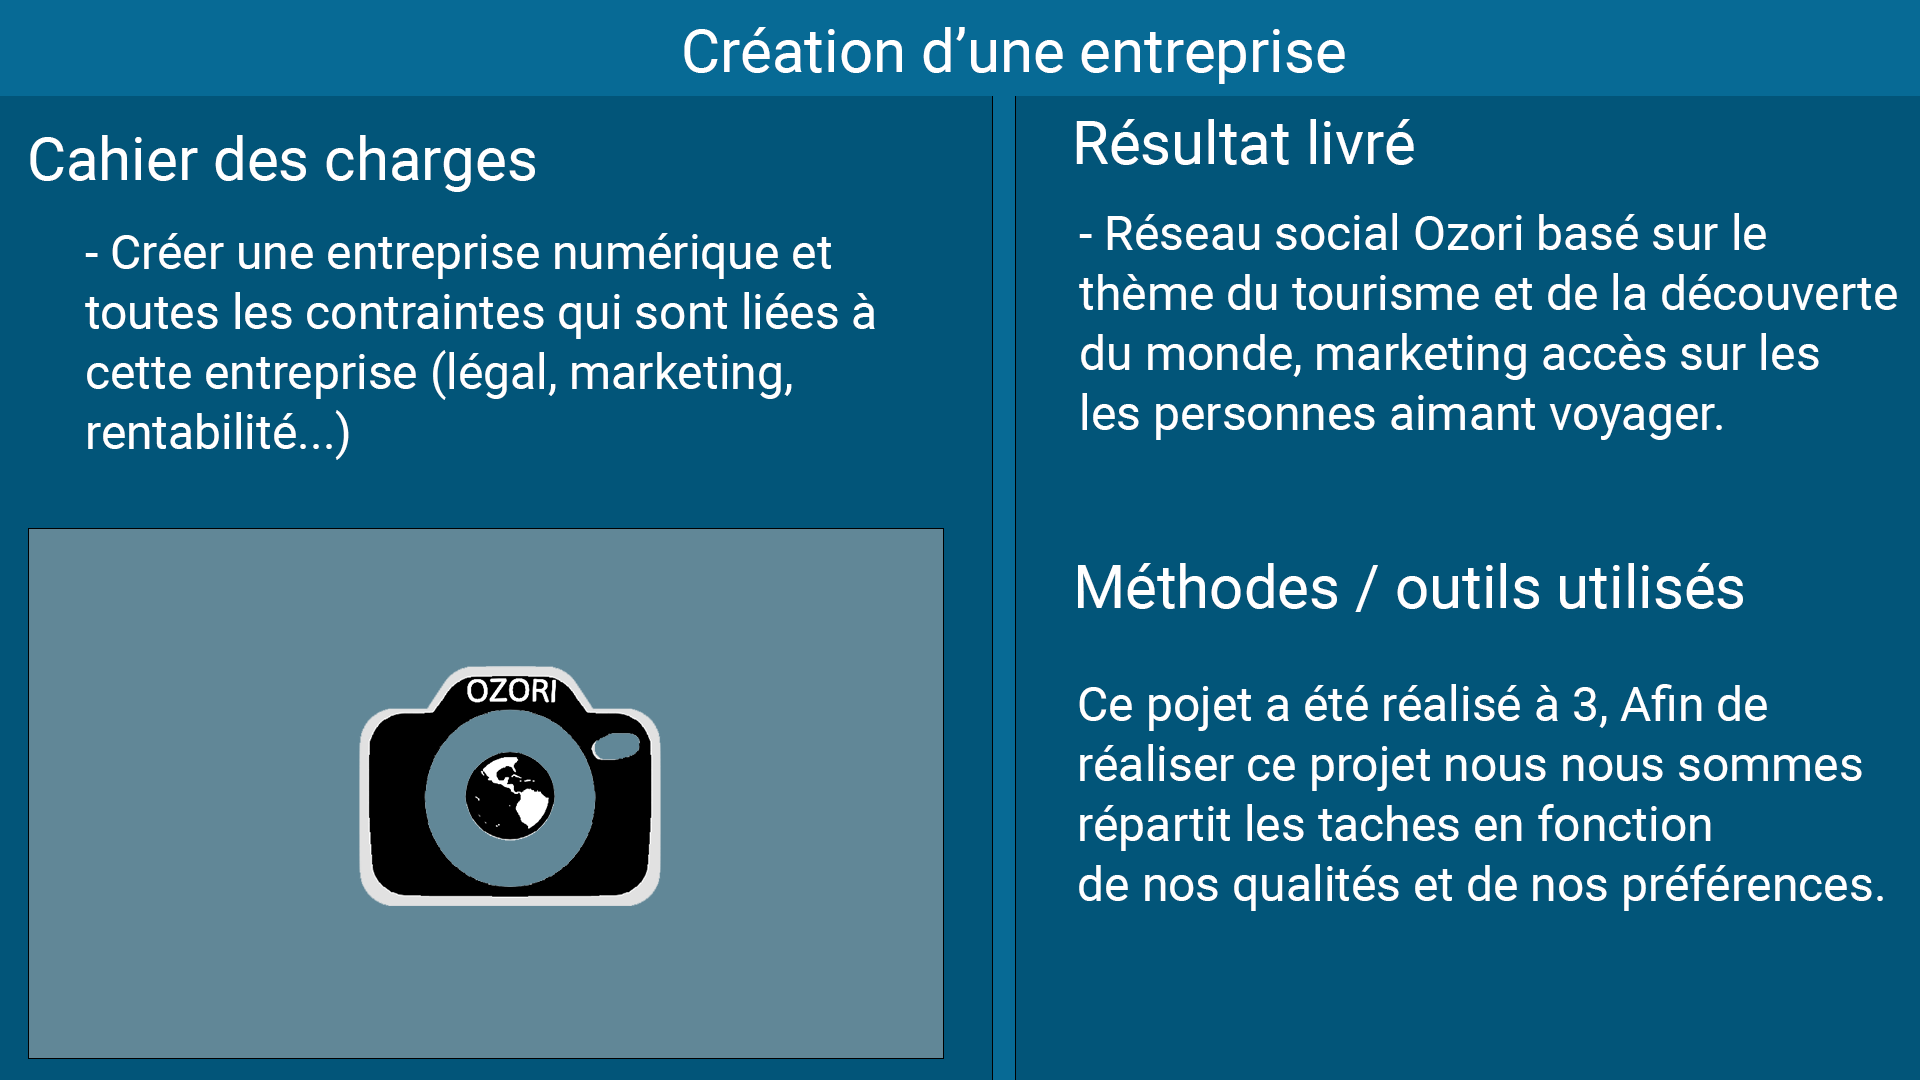 Création d’une entreprise
Cahier des charges
- Créer une entreprise numérique et
toutes les contraintes qui sont liées à
cette entreprise (légal, marketing,
rentabilité...)
OZORI
Résultat livré
- Réseau social Ozori basé sur le
thème du tourisme et de la découverte
du monde, marketing accès sur les
les personnes aimant voyager.
Méthodes / outils utilisés
Ce pojet a été réalisé à 3, Afin de
réaliser ce projet nous nous sommes
répartit les taches en fonction
de nos qualités et de nos préférences.